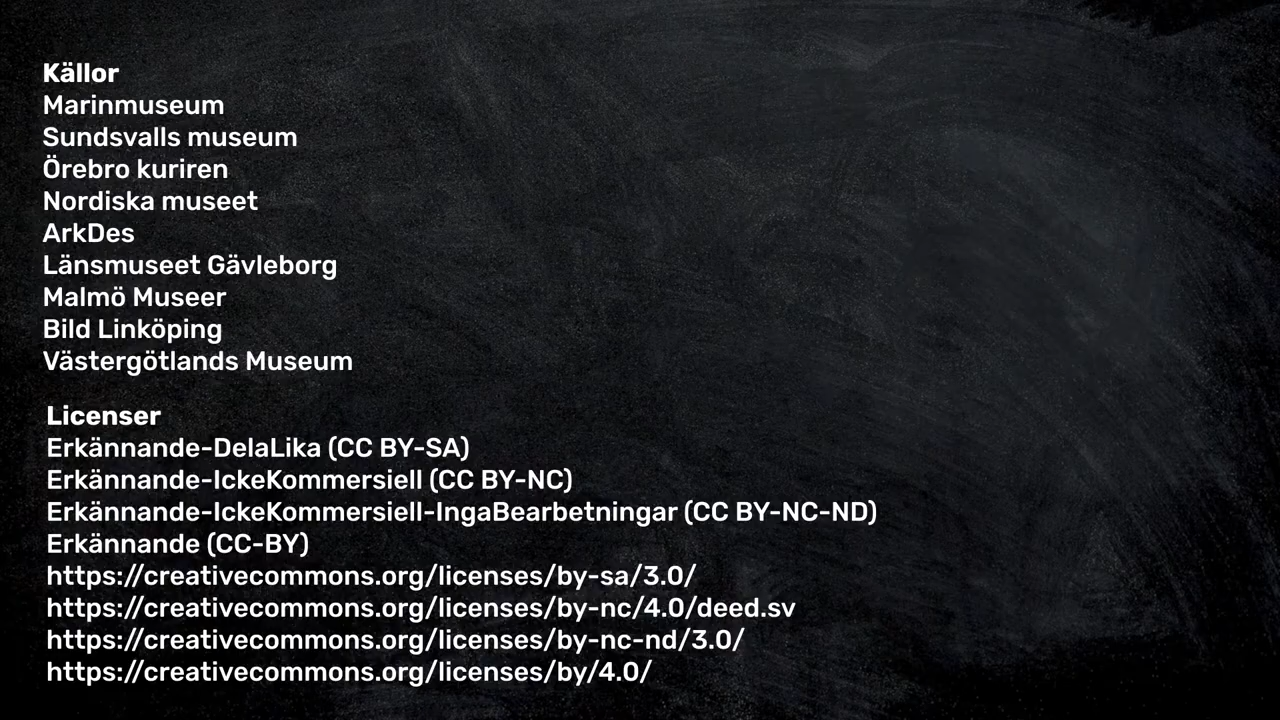 Källor
Marinmuseum
Sundsvalls museum
Örebro kuriren
Nordiska museet
ArkDes
Länsmuseet Gävleborg
Malmö Museer
Bild Linköping
Västergötlands Museum
Licenser
Erkännande-DelaLika (CC BY-SA)
Erkännande-IckeKommersiell (CC BY-NC)
Erkännande-IckeKommersiell-IngaBearbetningar (CC BY-NC-ND)
Erkännande (CC-BY)
https://creativecommons.org/licenses/by-sa/3.0/
https://creativecommons.org/licenses/by-nc/4.0/deed.sv
https://creativecommons.org/licenses/by-nc-nd/3.0/
https://creativecommons.org/licenses/by/4.0/